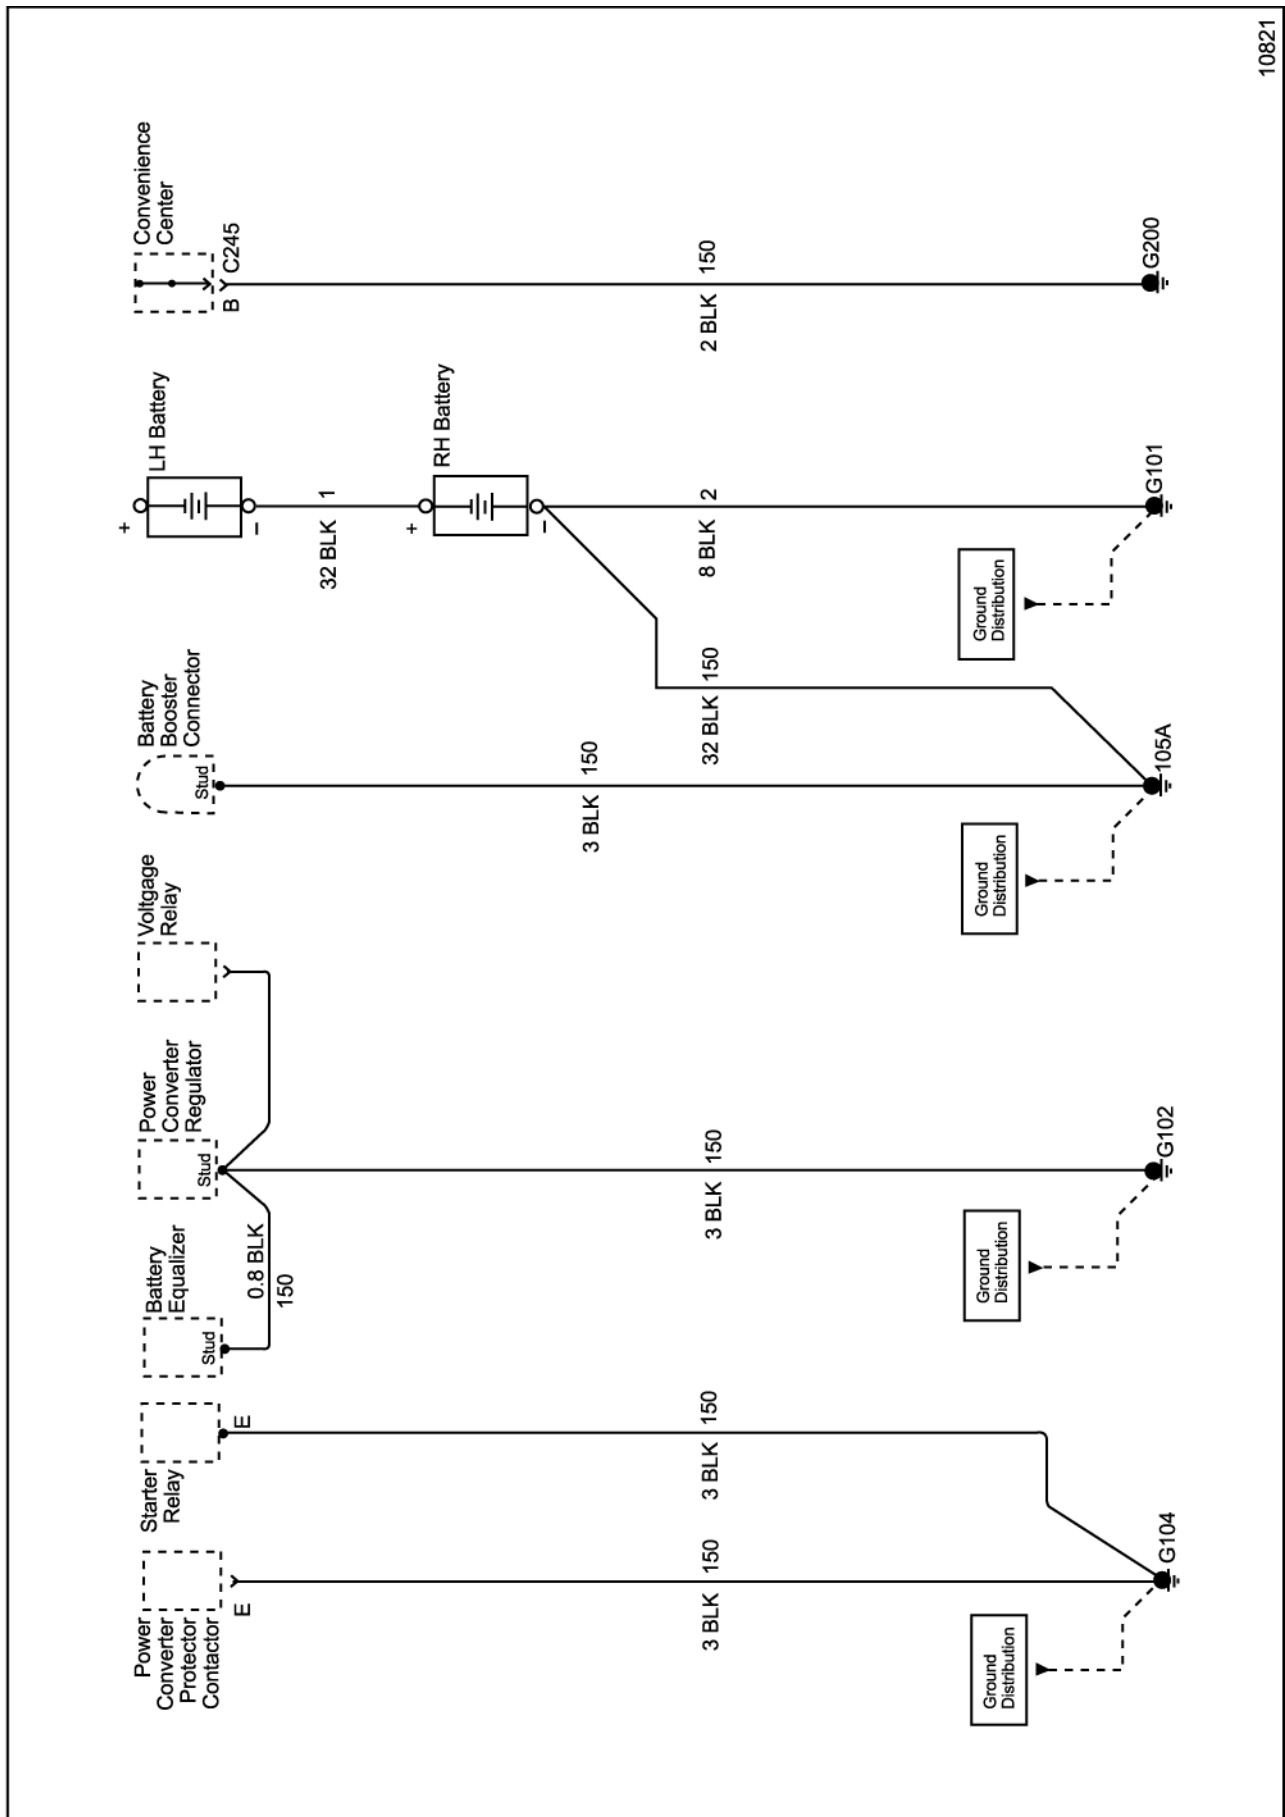 Power
Converter
Protector
Contactor
E
3 BLK 150
Ground
Distribution
G104
Starter
Relay
E
3 BLK 150
Battery
Equalizer
Stud
0.8 BLK
150
Power
Converter
Regulator
Stud
3 BLK 150
Ground
Distribution
G102
Voltgage
Relay
Battery
Booster
Connector
Stud
3 BLK 150
Ground
Distribution
105A
32 BLK 150
LH Battery
+
–
32 BLK 1
RH Battery
+
–
8 BLK 2
Ground
Distribution
G101
Convenience
Center
B C245
2 BLK 150
G200
10821